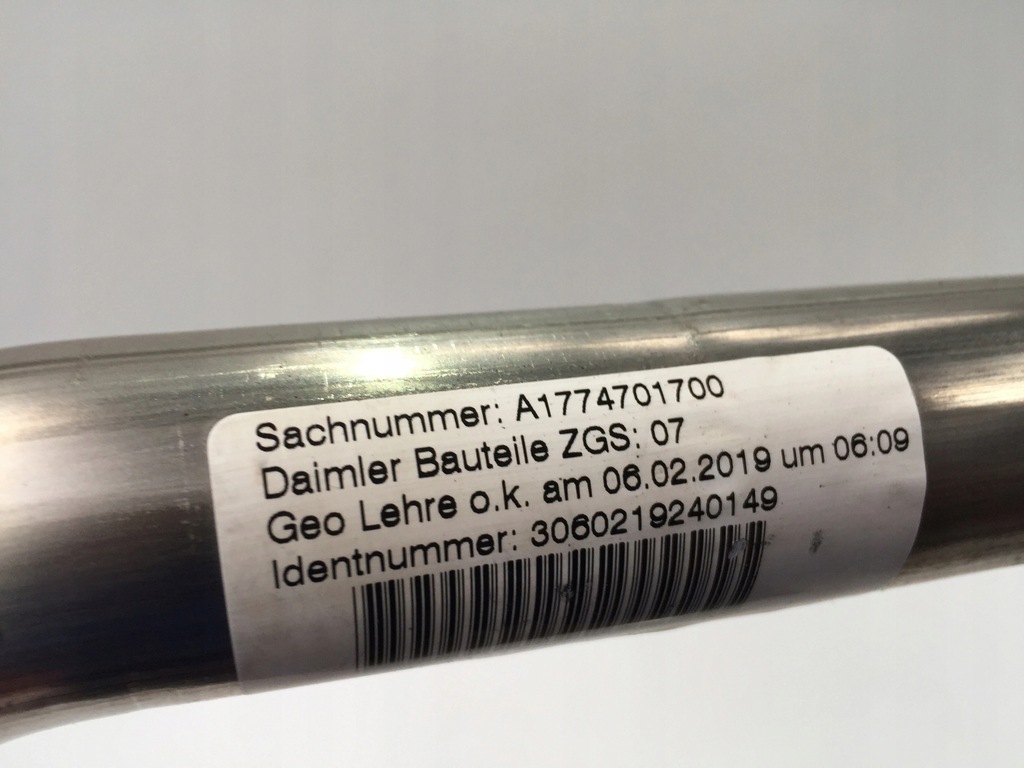 Sachnummer: A1774701700
Daimler Bauteile ZGS: 07
Geo Lehre o.k. am 06.02.2019 um 06:09
Identnummer: 3060219240149